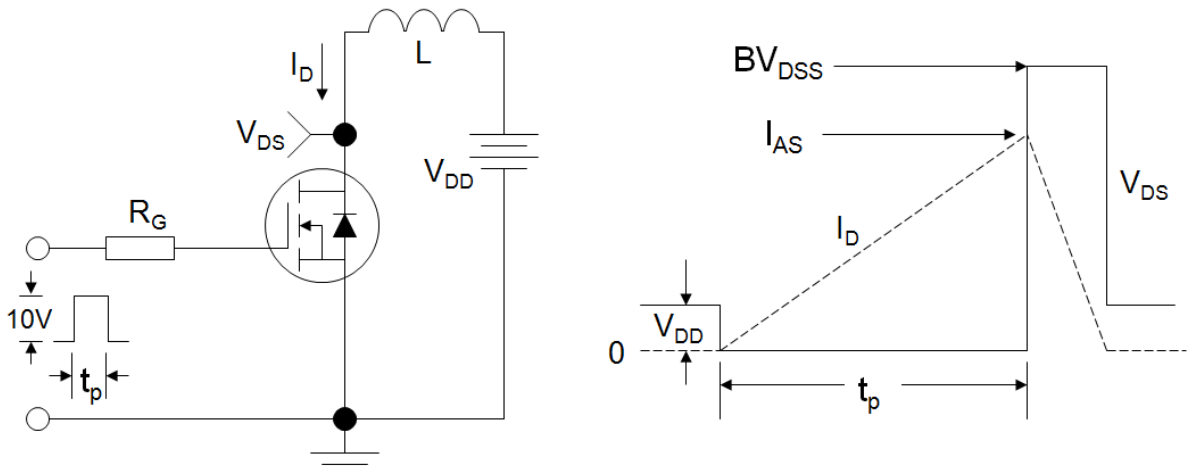 L
I_D
V_DS
V_DD
R_G
10V
t_p
BV_DSS
I_AS
V_DS
I_D
V_DD
0
t_p